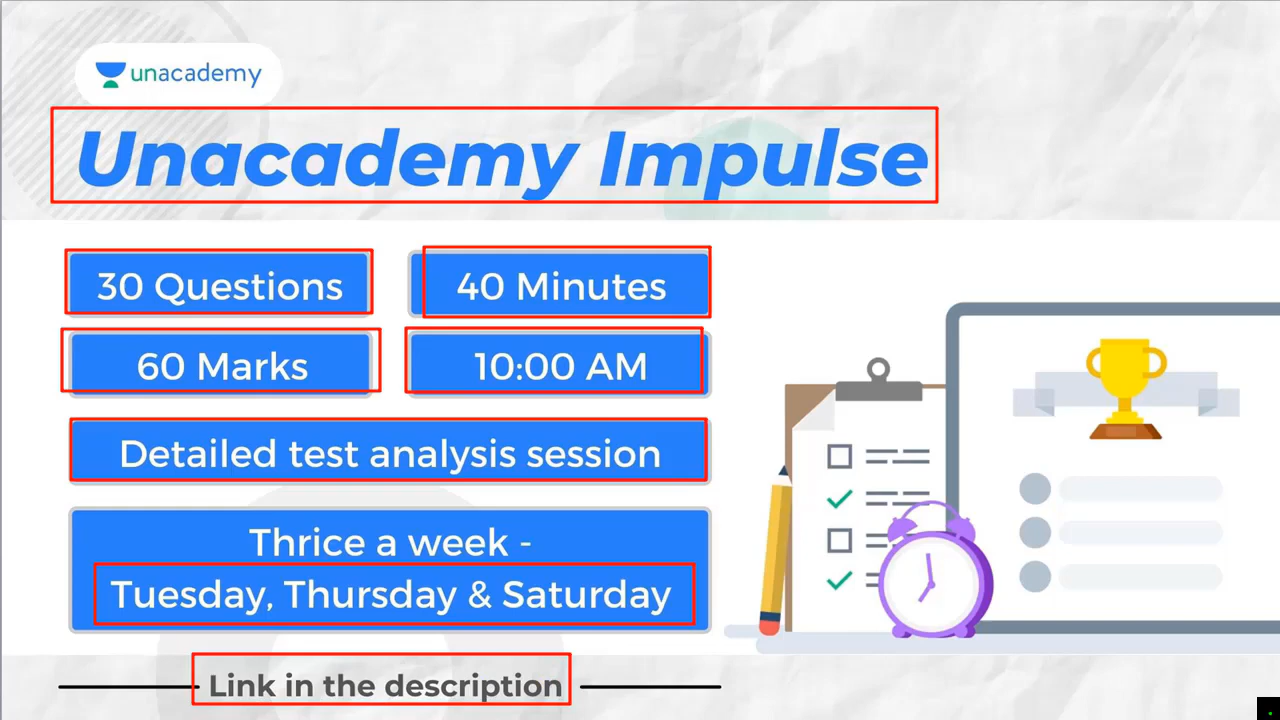 unacademy
Unacademy Impulse
30 Questions
40 Minutes
60 Marks
10:00 AM
Detailed test analysis session
Thrice a week -
Tuesday, Thursday & Saturday
Link in the description